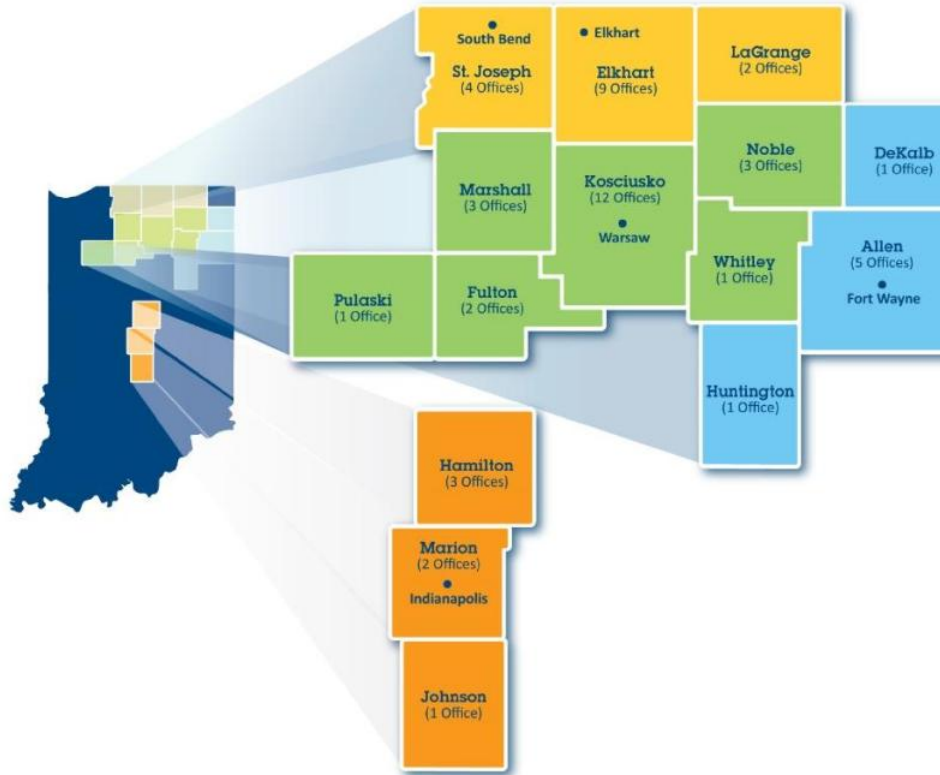 South Bend
St. Joseph
(4 Offices)
Elkhart
Elkhart
(9 Offices)
LaGrange
(2 Offices)
Marshall
(3 Offices)
Kosciusko
(12 Offices)
Warsaw
Noble
(3 Offices)
DeKalb
(1 Office)
Pulaski
(1 Office)
Fulton
(2 Offices)
Whitley
(1 Office)
Allen
(5 Offices)
Fort Wayne
Huntington
(1 Office)
Hamilton
(3 Offices)
Marion
(2 Offices)
Indianapolis
Johnson
(1 Office)